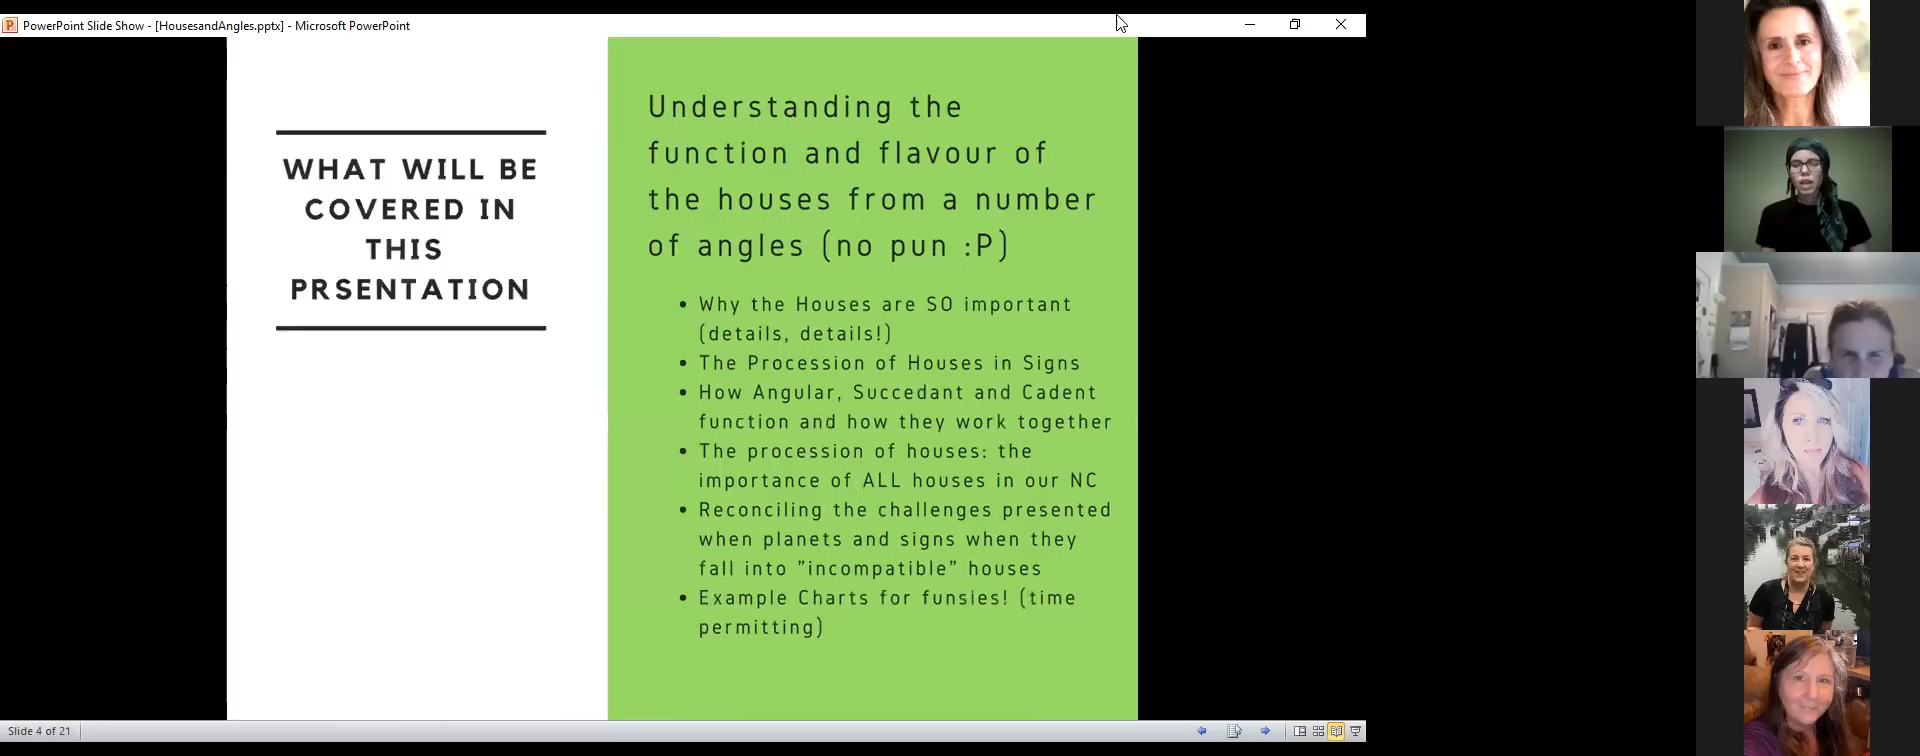 PowerPoint Slide Show - [HousesandAngles.pptx] - Microsoft PowerPoint
WHAT WILL BE
COVERED IN
THIS
PRSENTATION
Understanding the
function and flavour of
the houses from a number
of angles (no pun :P)
• Why the Houses are SO important
(details, details!)
• The Procession of Houses in Signs
• How Angular, Succedant and Cadent
function and how they work together
• The procession of houses: the
importance of ALL houses in our NC
• Reconciling the challenges presented
when planets and signs when they
fall into "incompatible" houses
• Example Charts for funsies! (time
permitting)
Slide 4 of 21